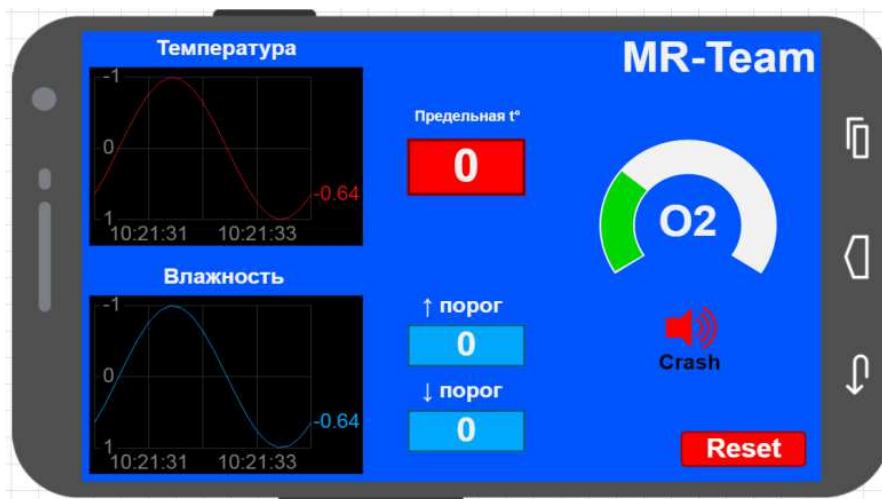 Температура
MR-Team
-1
0
1
-0.64
10:21:31 10:21:33
Предельная t°
0
O2
Влажность
-1
0
1
-0.64
10:21:31 10:21:33
↑ порог
0
↓ порог
0
Crash
Reset